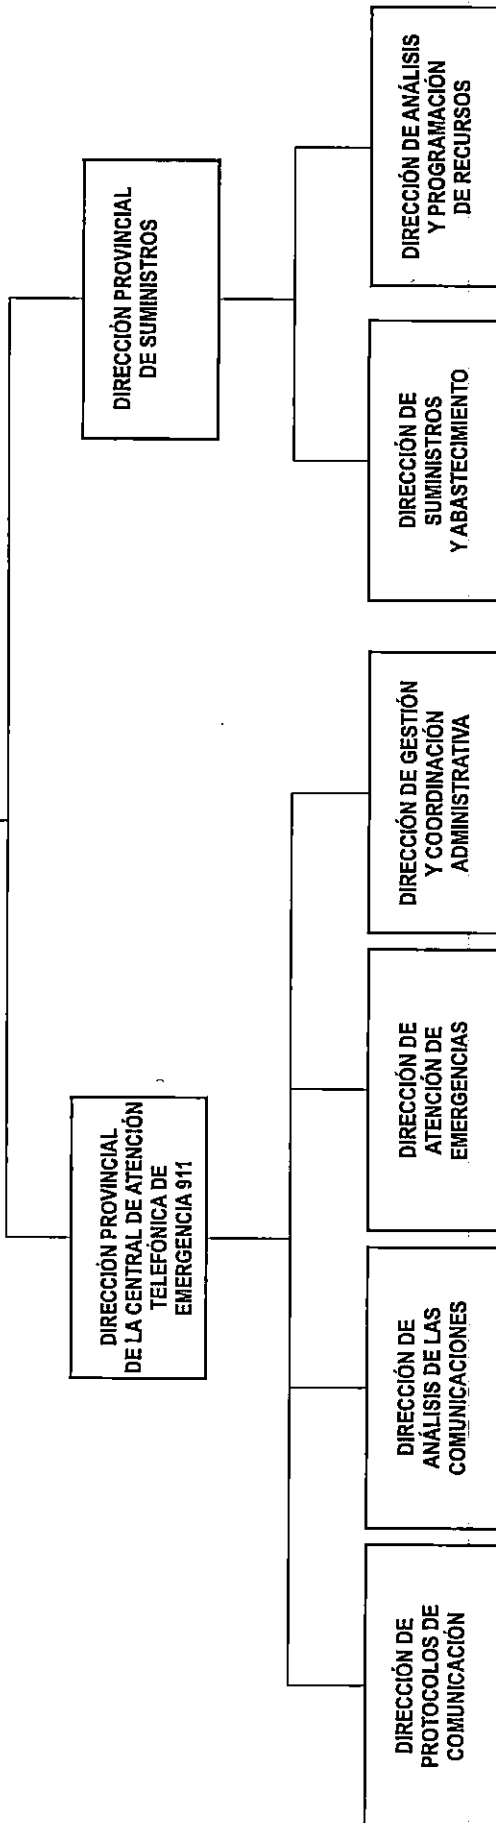 DIRECCIÓN PROVINCIAL
DE LA CENTRAL DE ATENCIÓN
TELEFÓNICA DE
EMERGENCIA 911
DIRECCIÓN PROVINCIAL
DE SUMINISTROS
DIRECCIÓN DE
PROTOCOLOS DE
COMUNICACIÓN
DIRECCIÓN DE
ANÁLISIS DE LAS
COMUNICACIONES
DIRECCIÓN DE
ATENCIÓN DE
EMERGENCIAS
DIRECCIÓN DE GESTIÓN
Y COORDINACIÓN
ADMINISTRATIVA
DIRECCIÓN DE
SUMINISTROS
Y ABASTECIMIENTO
DIRECCIÓN DE ANÁLISIS
Y PROGRAMACIÓN
DE RECURSOS